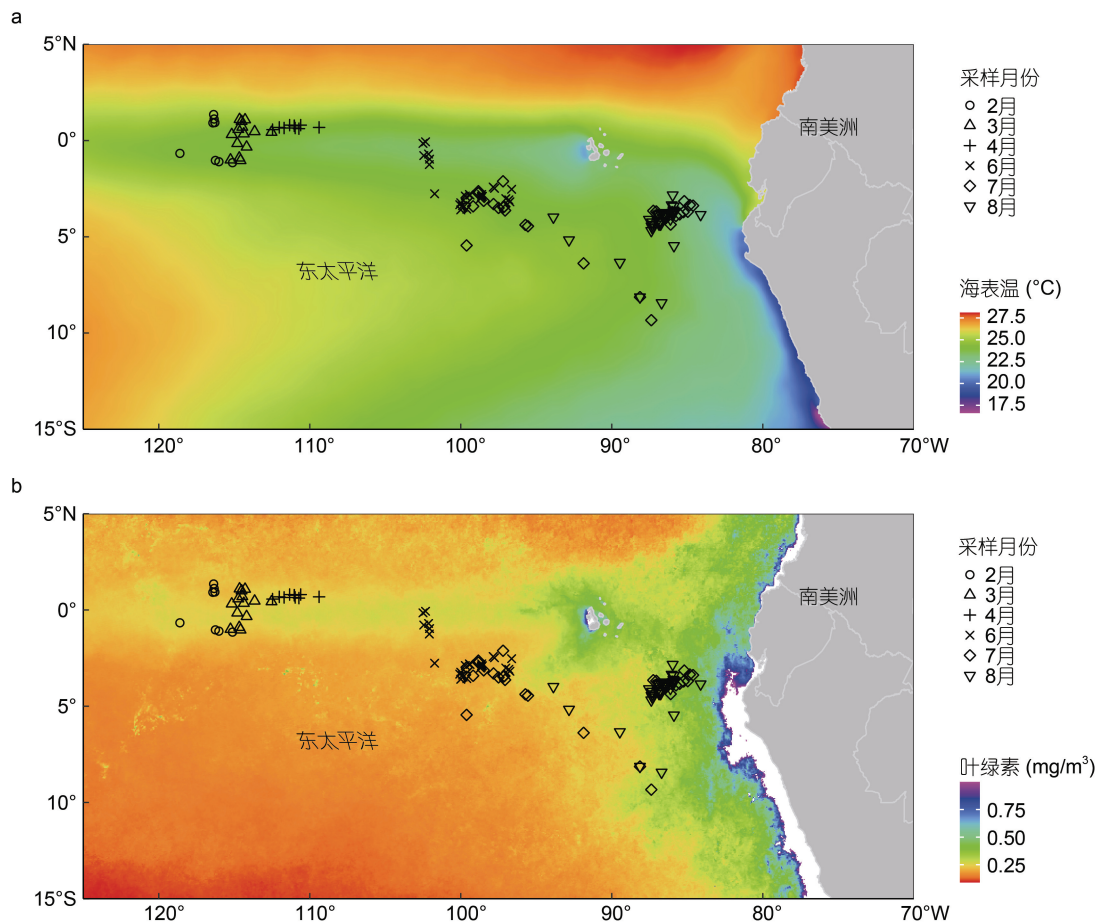 a
5°N
0°
5°
10°
15°S
120°
110°
100°
90°
80°
70°W
南美洲
东太平洋
采样月份
2月
3月
4月
6月
7月
8月
海表温 (°C)
27.5
25.0
22.5
20.0
17.5
b
5°N
0°
5°
10°
15°S
120°
110°
100°
90°
80°
70°W
南美洲
东太平洋
采样月份
2月
3月
4月
6月
7月
8月
叶绿素 (mg/m³)
0.75
0.50
0.25